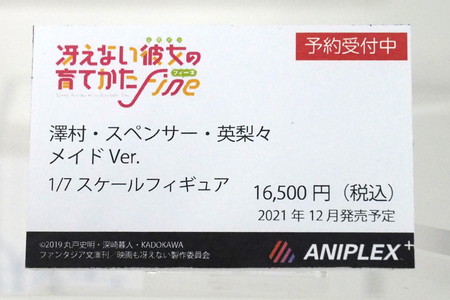 予約受付中
冴えない彼女の
育てかた fine
フィーネ
澤村・スペンサー・英梨々
メイド Ver.
1/7 スケールフィギュア
16,500 円（税込）
2021 年 12 月発売予定
©2019 丸戸史明・深崎暮人・KADOKAWA
ファンタジア文庫刊／映画も冴えない製作委員会
ANIPLEX+